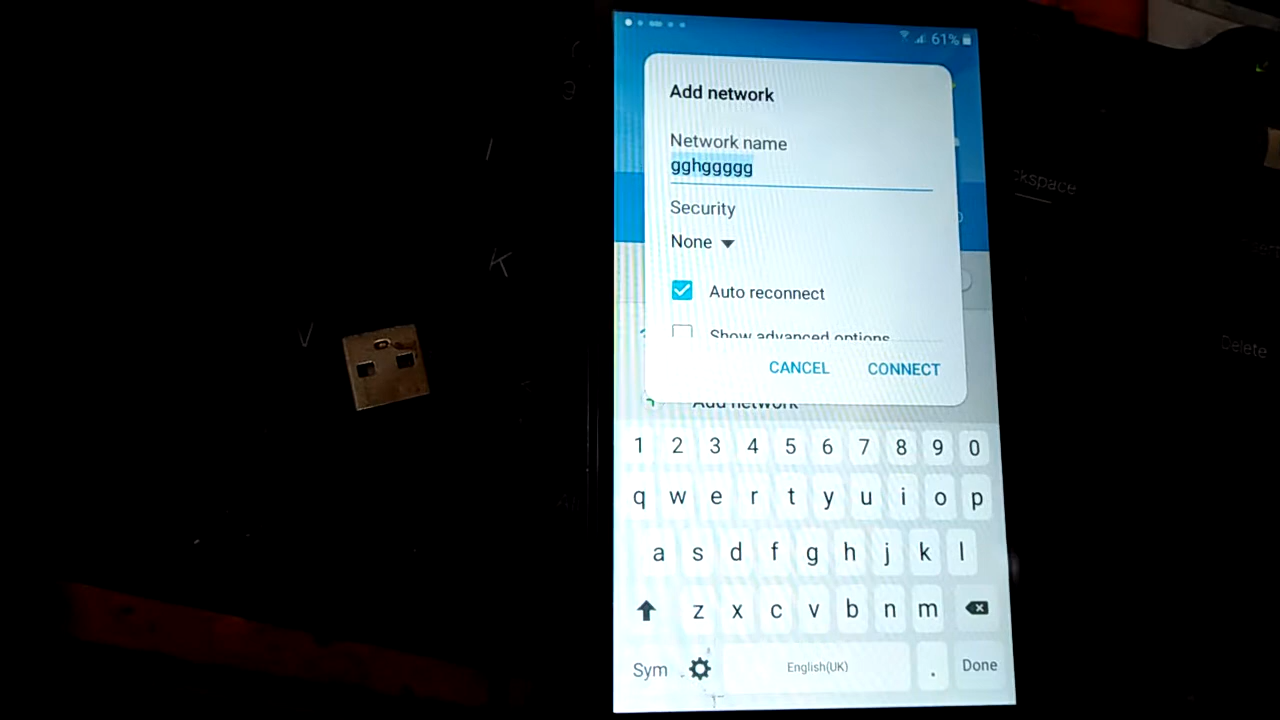 61%
Add network
Network name
gghggggg
Security
None
Auto reconnect
Show advanced options
CANCEL CONNECT
Add network
1 2 3 4 5 6 7 8 9 0
q w e r t y u i o p
a s d f g h j k l
z x c v b n m
Sym English(UK) . Done
K
V
ckspace
Delete